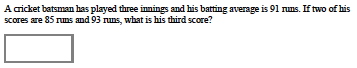 A cricket batsman has played three innings and his batting average is 91 runs. If two of his
scores are 85 runs and 93 runs, what is his third score?